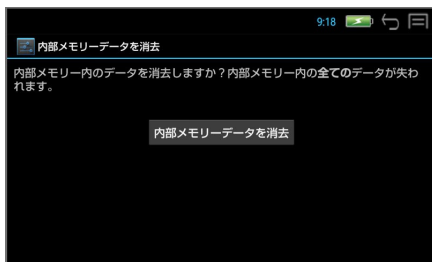 9:18
内部メモリーデータを消去
内部メモリー内のデータを消去しますか？内部メモリー内の全てのデータが失わ
れます。
内部メモリーデータを消去